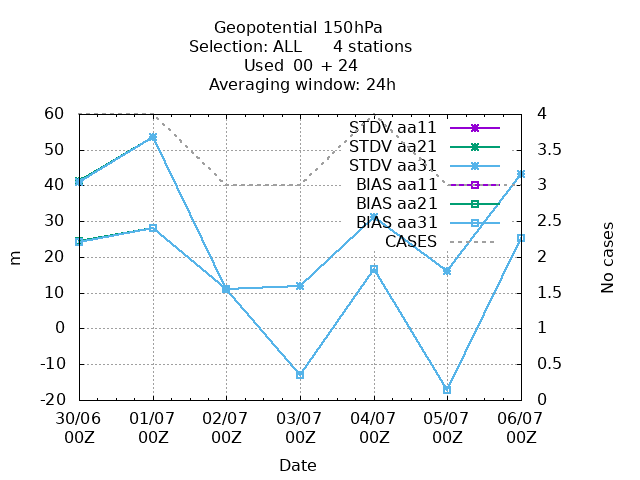 Geopotential 150hPa
Selection: ALL 4 stations
Used 00 + 24
Averaging window: 24h
60
50
40
30
20
10
0
-10
-20
m
4
3.5
3
2.5
2
1.5
1
0.5
0
No cases
STDV aa11
STDV aa21
STDV aa31
BIAS aa11
BIAS aa21
BIAS aa31
CASES
30/06 01/07 02/07 03/07 04/07 05/07 06/07
00Z 00Z 00Z 00Z 00Z 00Z 00Z
Date